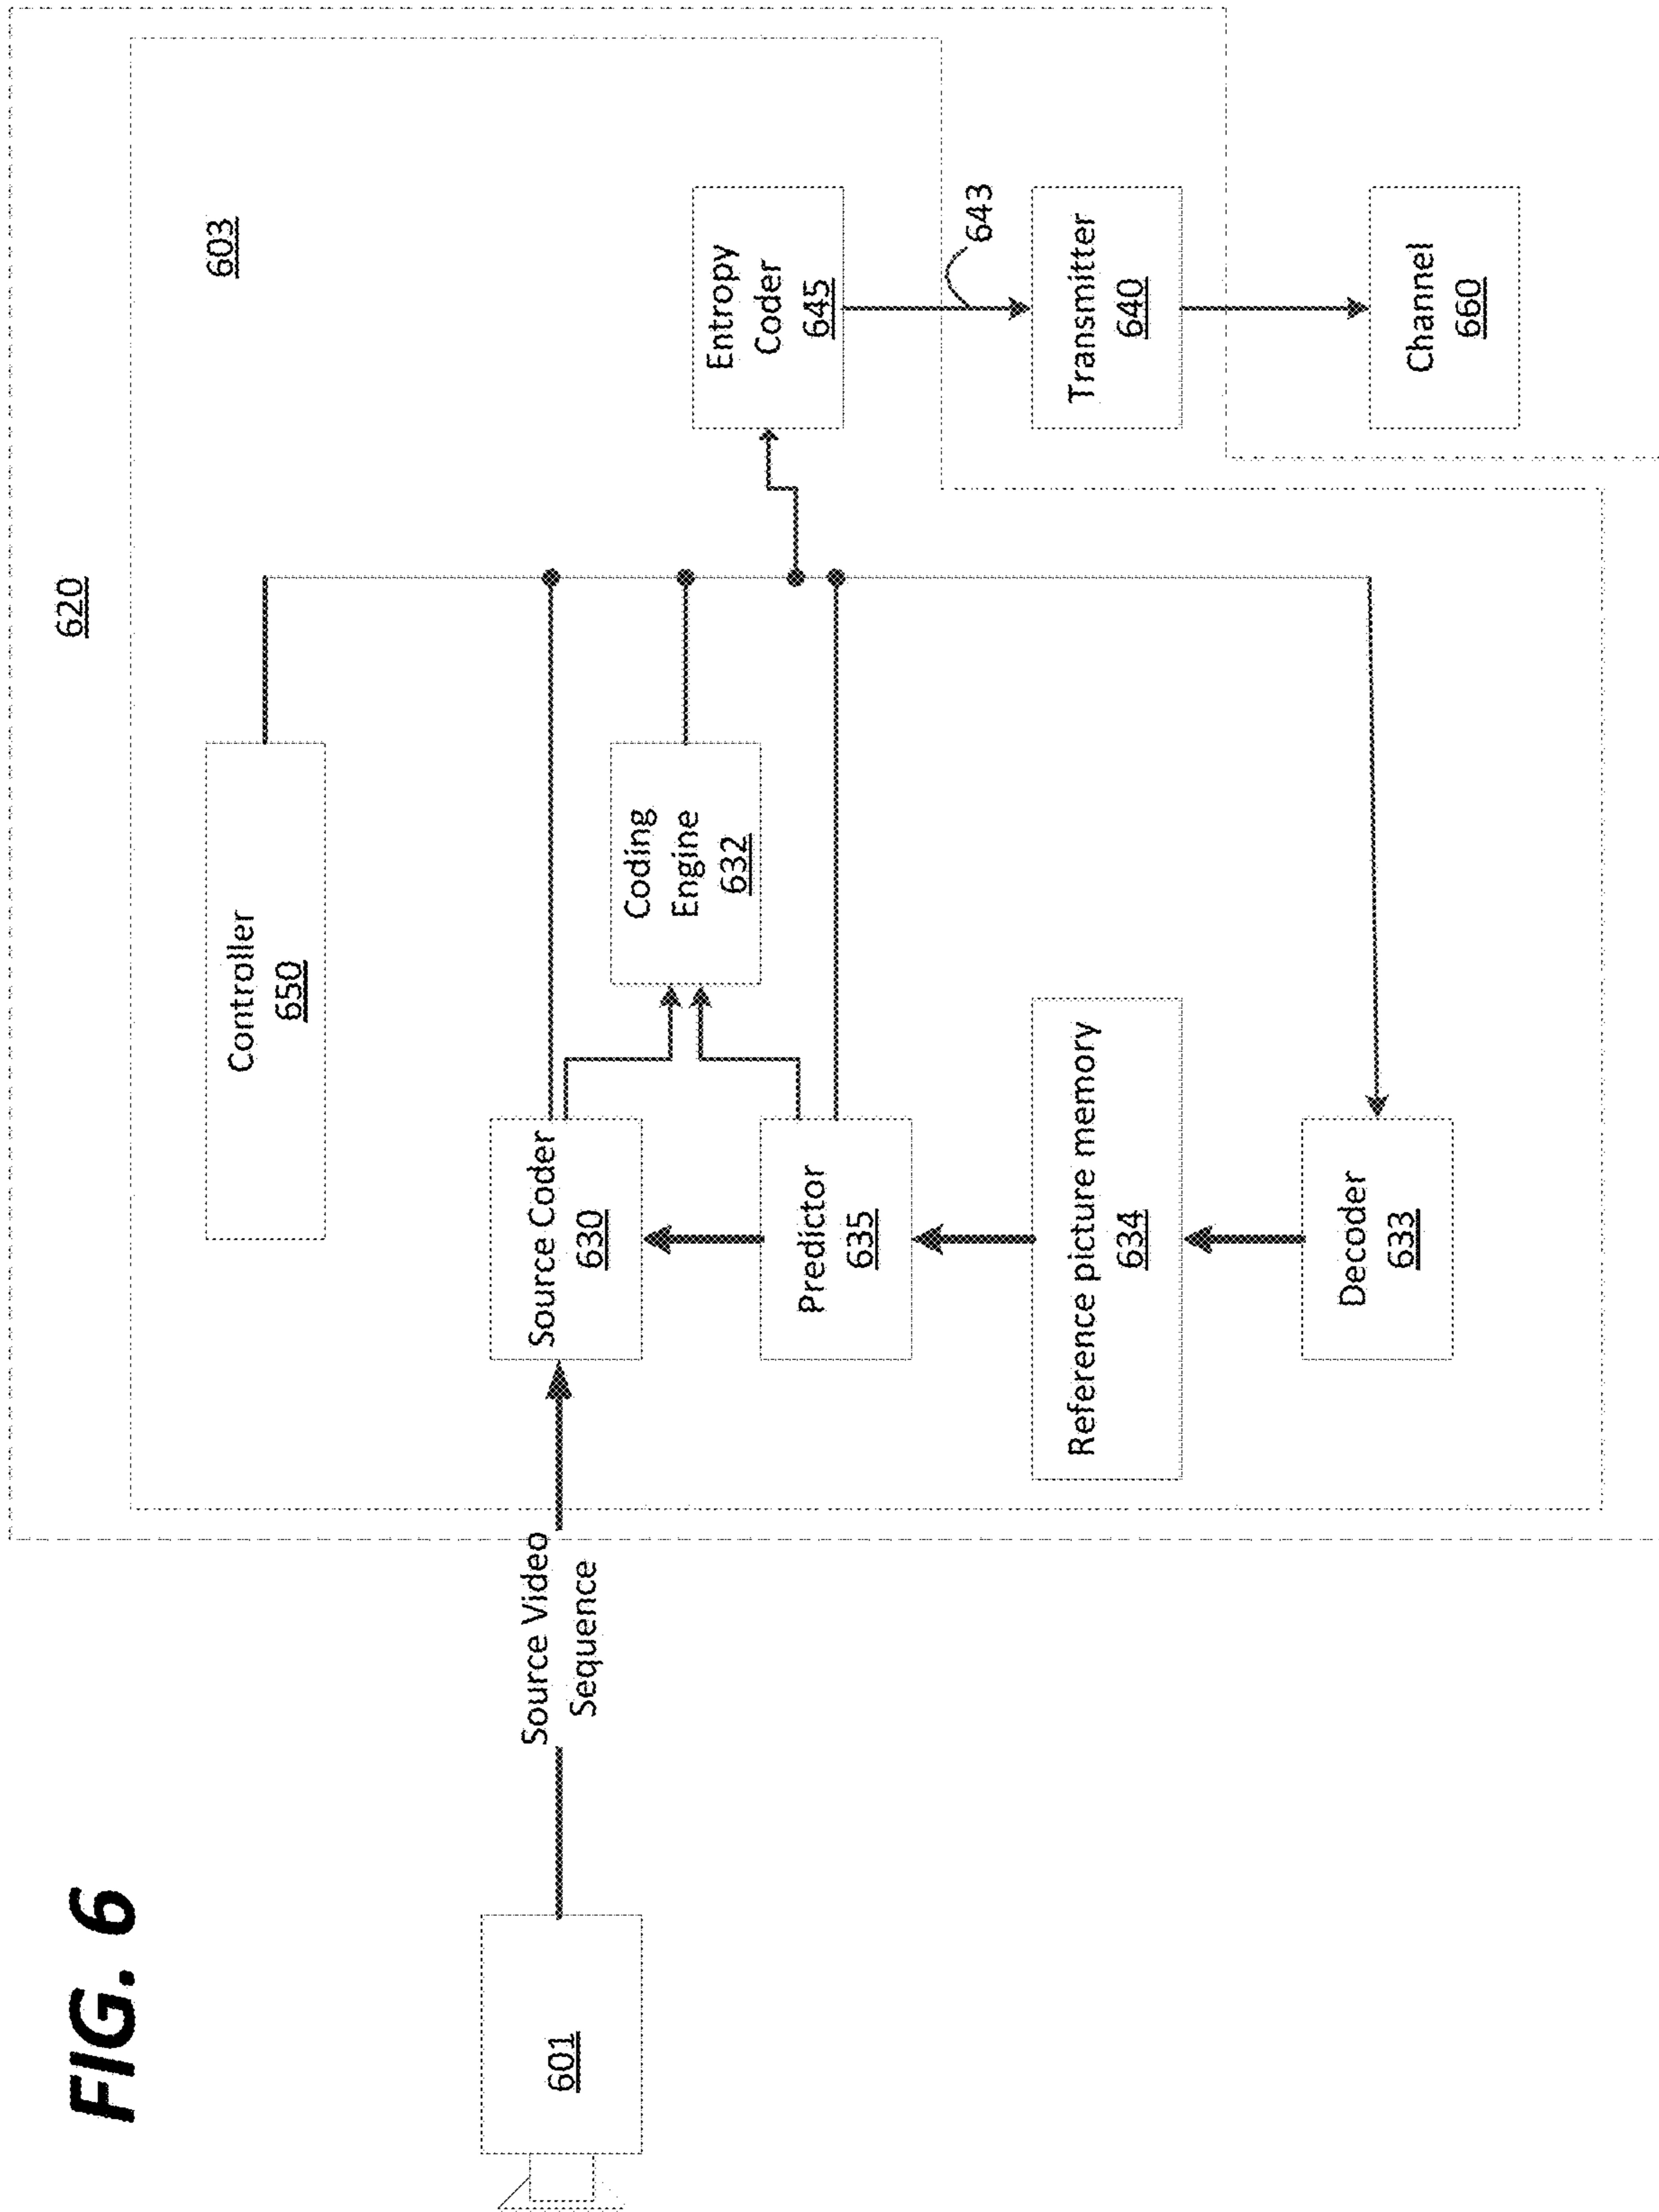 FIG. 6
620
603
Controller
650
601
Source Video
Sequence
Source Coder
630
Coding
Engine
632
Entropy
Coder
645
Predictor
635
643
Reference picture memory
634
Transmitter
640
Decoder
633
Channel
660